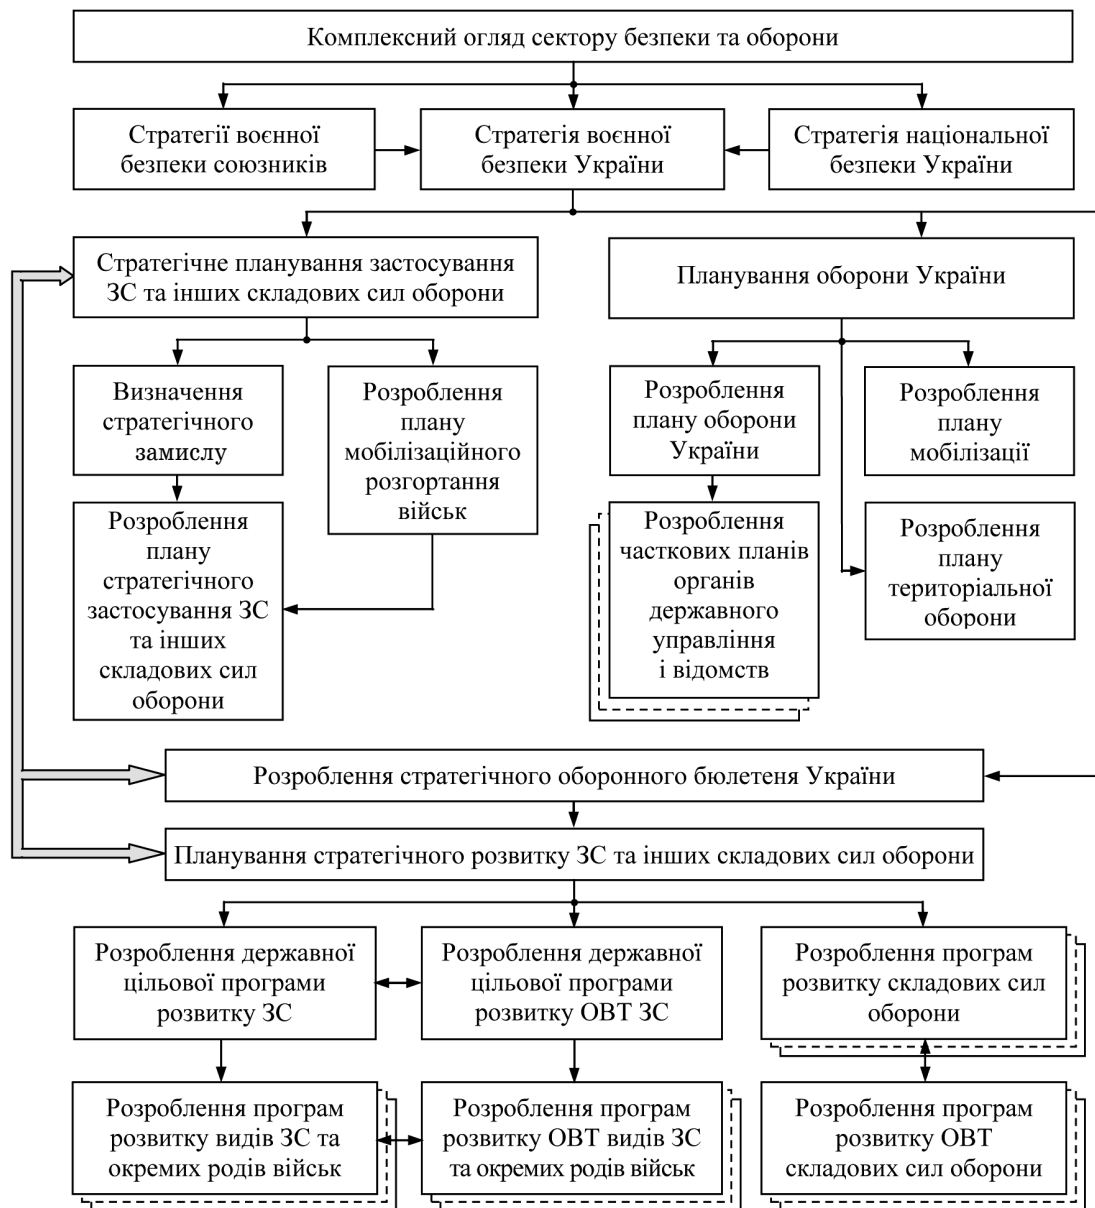 Комплексний огляд сектору безпеки та оборони
Стратегії воєнної
безпеки союзників
Стратегія воєнної
безпеки України
Стратегія національної
безпеки України
Стратегічне планування застосування
ЗС та інших складових сил оборони
Планування оборони України
Визначення
стратегічного
замислу
Розроблення
плану
мобілізаційного
розгортання
військ
Розроблення
плану оборони
України
Розроблення
плану
мобілізації
Розроблення
плану
стратегічного
застосування ЗС
та інших
складових сил
оборони
Розроблення
часткових планів
органів
державного
управління
і відомств
Розроблення
плану
територіальної
оборони
Розроблення стратегічного оборонного бюлетеня України
Планування стратегічного розвитку ЗС та інших складових сил оборони
Розроблення державної
цільової програми
розвитку ЗС
Розроблення державної
цільової програми
розвитку ОВТ ЗС
Розроблення програм
розвитку складових сил
оборони
Розроблення програм
розвитку видів ЗС та
окремих родів військ
Розроблення програм
розвитку ОВТ видів ЗС
та окремих родів військ
Розроблення програм
розвитку ОВТ
складових сил оборони